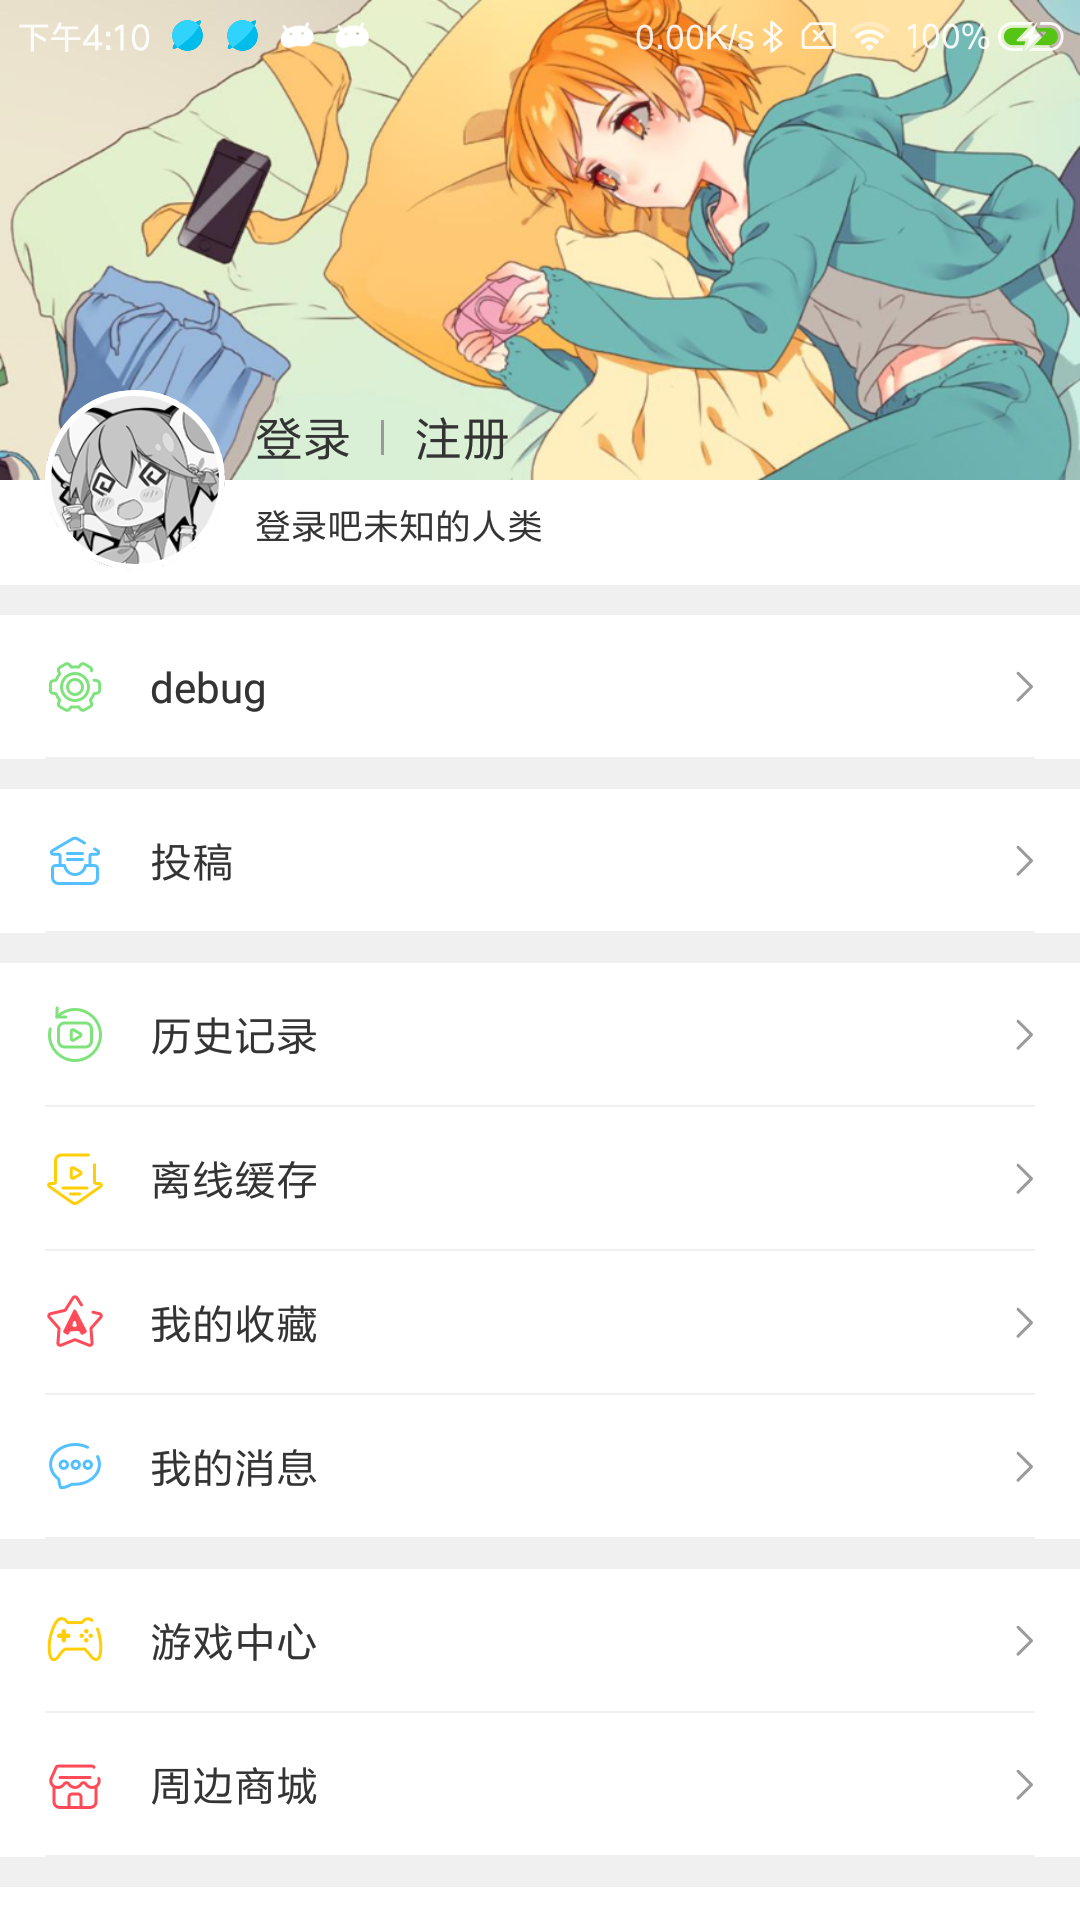 下午4:10 0.00K/s 100%
登录 | 注册
登录吧未知的人类
debug
投稿
历史记录
离线缓存
我的收藏
我的消息
游戏中心
周边商城